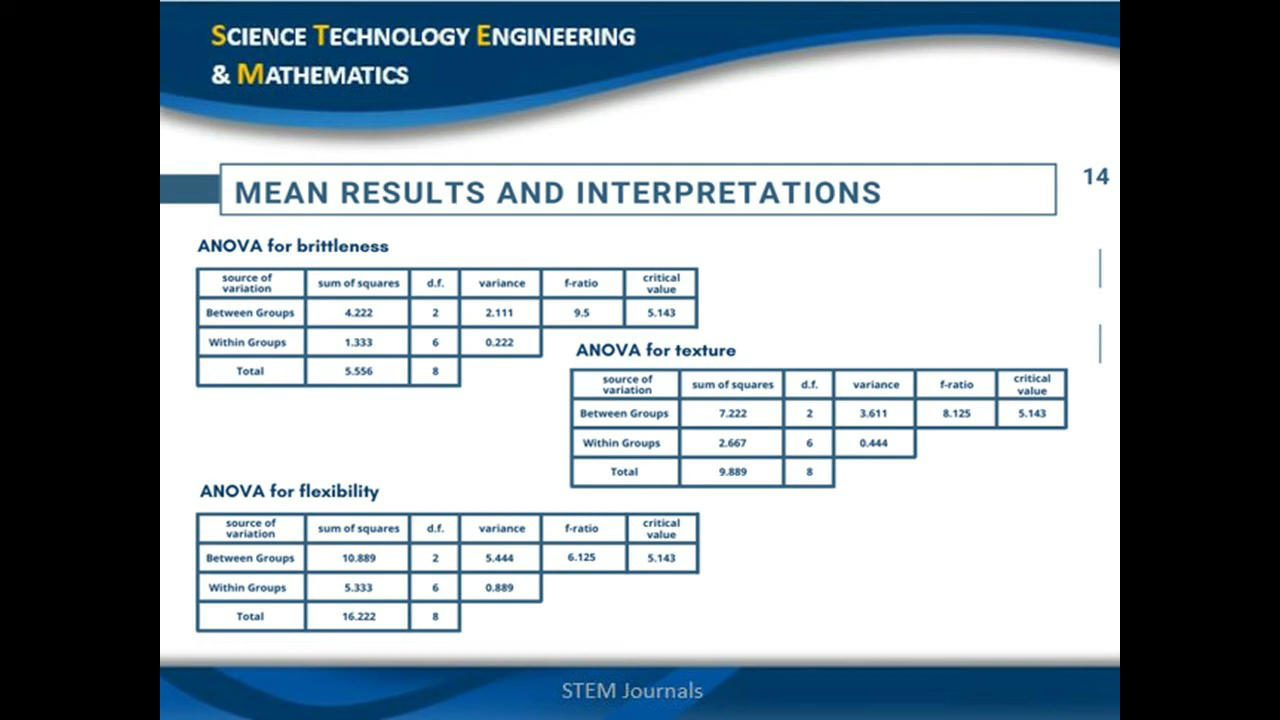 SCIENCE TECHNOLOGY ENGINEERING
& MATHEMATICS
MEAN RESULTS AND INTERPRETATIONS
14
ANOVA for brittleness
source of variation sum of squares d.f. variance f-ratio critical value
Between Groups 4.222 2 2.111 9.5 5.143
Within Groups 1.333 6 0.222
Total 5.556 8
ANOVA for texture
source of variation sum of squares d.f. variance f-ratio critical value
Between Groups 7.222 2 3.611 8.125 5.143
Within Groups 2.667 6 0.444
Total 9.889 8
ANOVA for flexibility
source of variation sum of squares d.f. variance f-ratio critical value
Between Groups 10.889 2 5.444 6.125 5.143
Within Groups 5.333 6 0.889
Total 16.222 8
STEM Journals